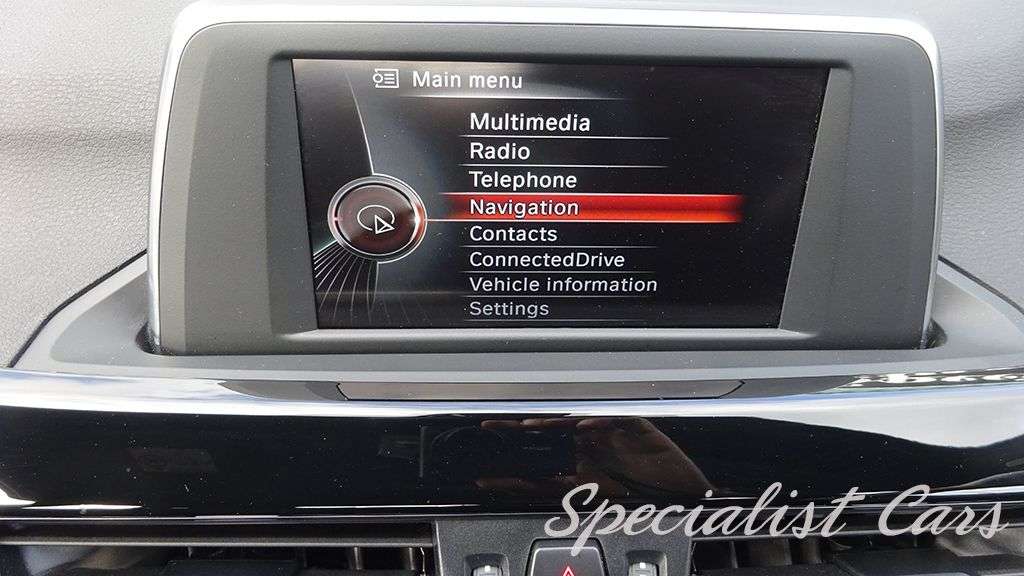 Main menu
Multimedia
Radio
Telephone
Navigation
Contacts
ConnectedDrive
Vehicle information
Settings
Specialist Cars